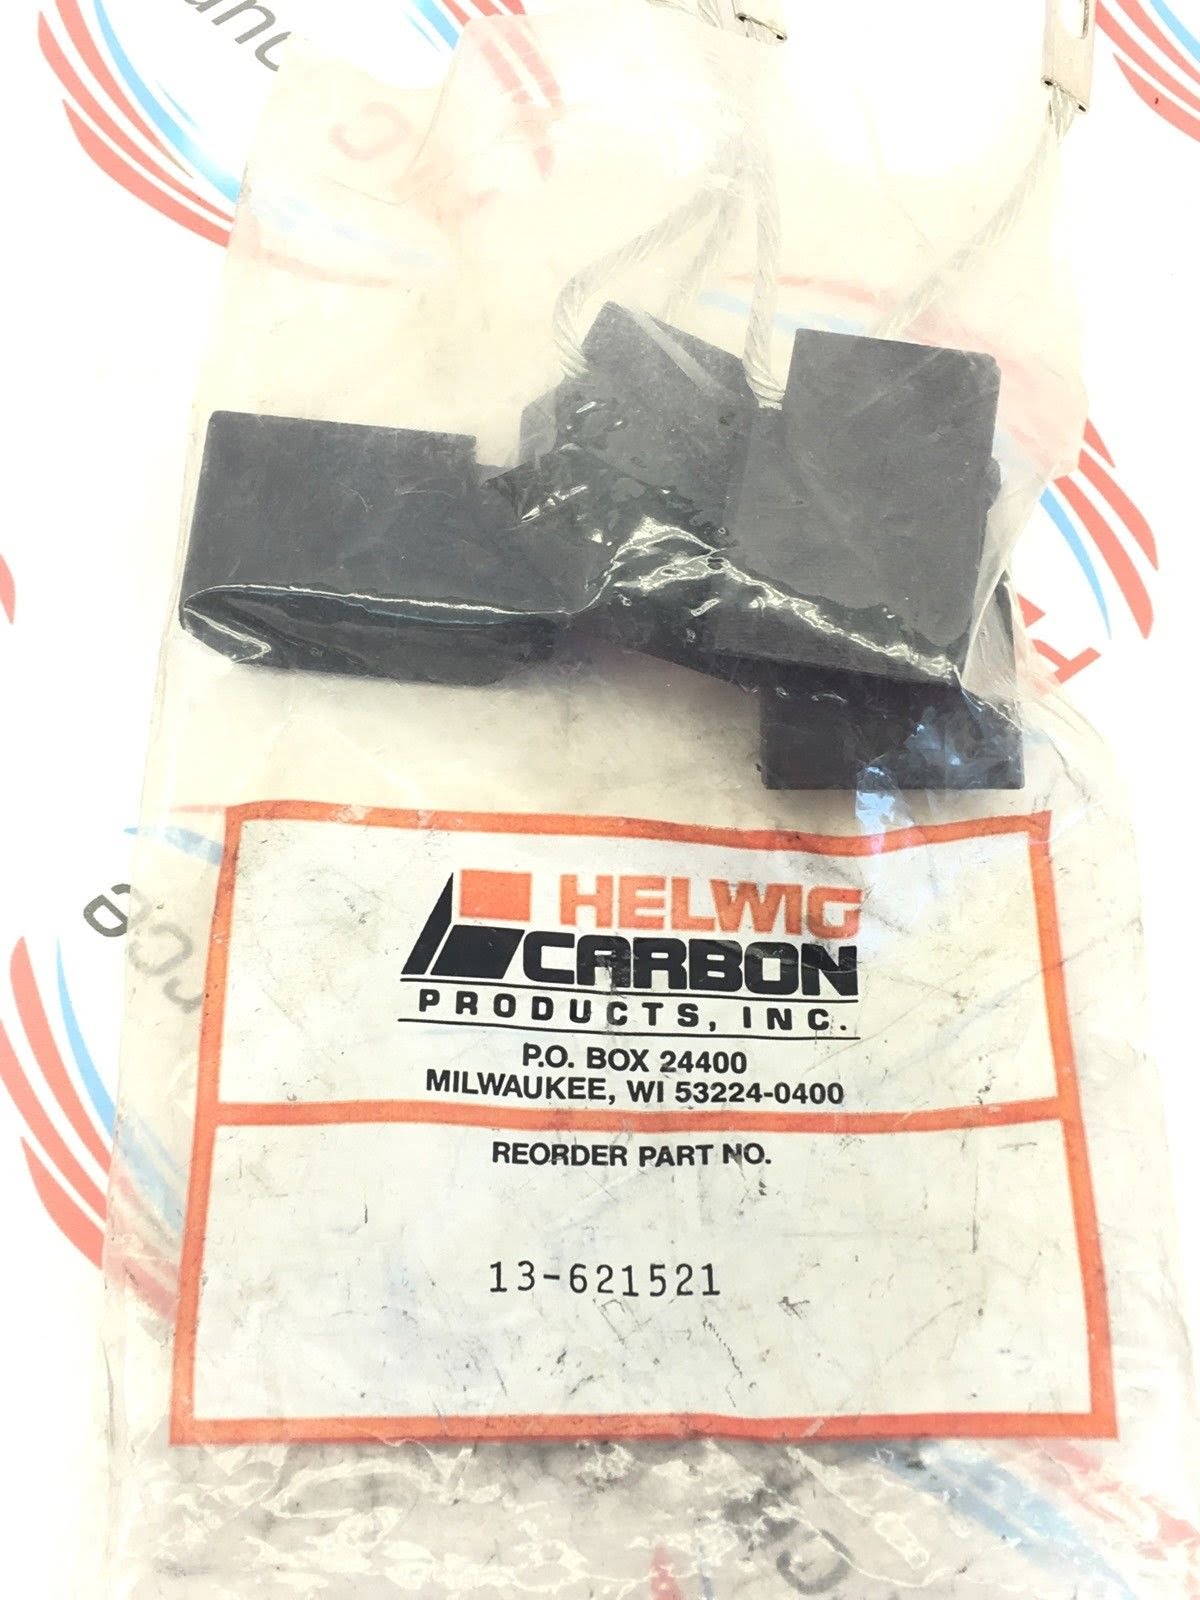 HELWIG
CARBON
PRODUCTS, INC.
P.O. BOX 24400
MILWAUKEE, WI 53224-0400
REORDER PART NO.
13-621521